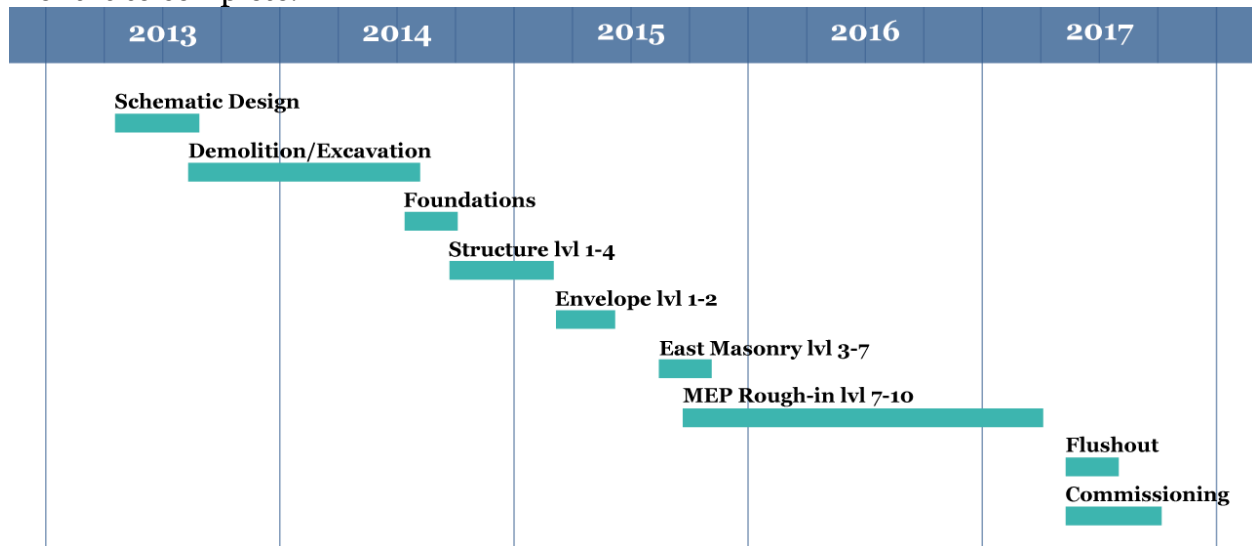 2013 2014 2015 2016 2017
Schematic Design
Demolition/Excavation
Foundations
Structure lvl 1-4
Envelope lvl 1-2
East Masonry lvl 3-7
MEP Rough-in lvl 7-10
Flushout
Commissioning